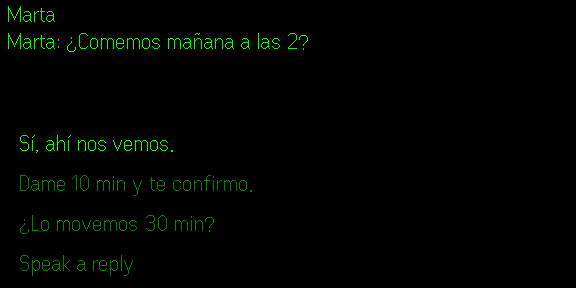 Marta
Marta: ¿Comemos mañana a las 2?
Sí, ahí nos vemos.
Dame 10 min y te confirmo.
¿Lo movemos 30 min?
Speak a reply